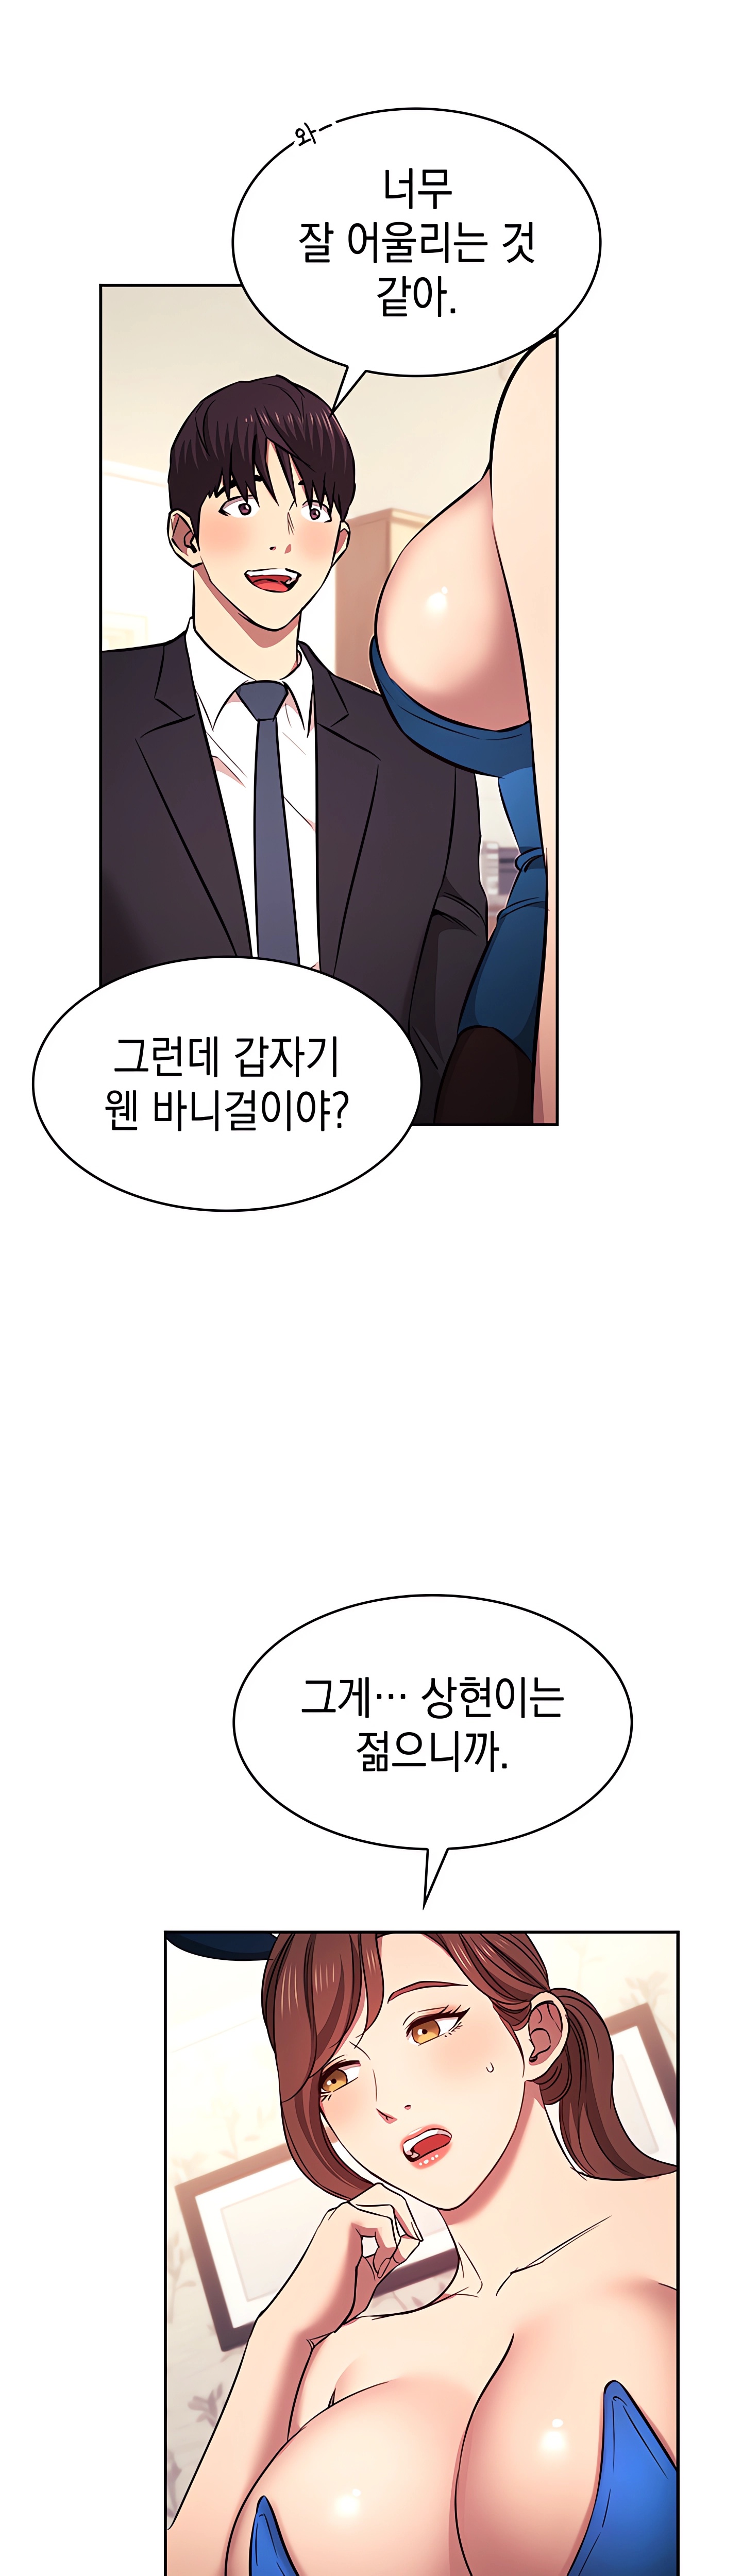 와-
너무
잘 어울리는 것
같아.
그런데 갑자기
웬 바니걸이야?
그게… 상현이는
젊으니까.